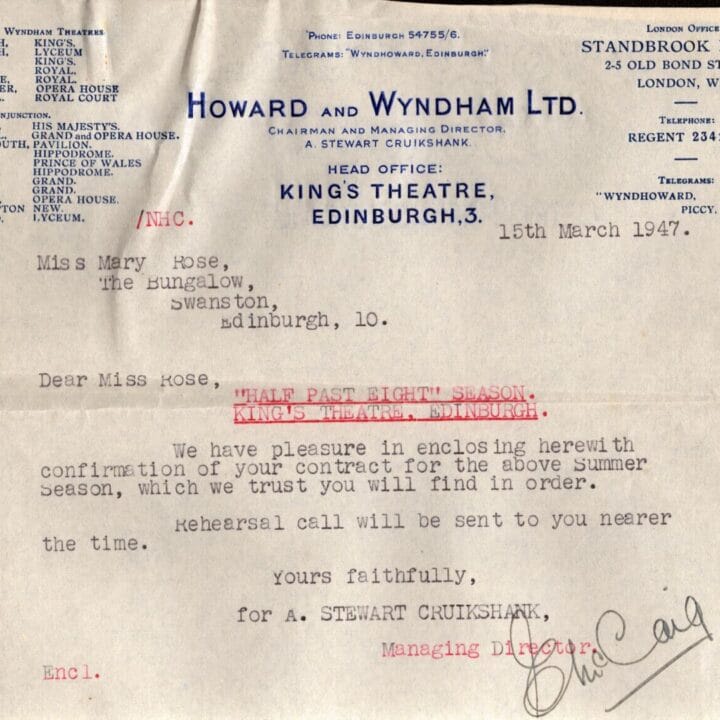 WYNDHAM THEATRES
H, KING'S.
H, LYCEUM
KING'S.
ROYAL.
E, ROYAL.
ER, OPERA HOUSE
L. ROYAL COURT
NJUNCTION.
HIS MAJESTY'S.
L. GRAND and OPERA HOUSE.
UTH, PAVILION.
HIPPODROME.
PRINCE OF WALES
HIPPODROME.
GRAND.
GRAND.
OPERA HOUSE.
TON NEW.
LYCEUM.
'PHONE: EDINBURGH 54755/6.
TELEGRAMS: "WYNDHOWARD, EDINBURGH."
HOWARD AND WYNDHAM LTD.
CHAIRMAN AND MANAGING DIRECTOR,
A. STEWART CRUIKSHANK.
HEAD OFFICE:
KING'S THEATRE,
EDINBURGH,3.
LONDON OFFICE
STANDBROOK
2-5 OLD BOND ST
LONDON, W
TELEPHONE:
REGENT 234
TELEGRAMS:
"WYNDHOWARD,
PICCY.
/NHC.
15th March 1947.
Miss Mary Rose,
The Bungalow,
Swanston,
Edinburgh, 10.
Dear Miss Rose,
"HALF PAST EIGHT" SEASON.
KING'S THEATRE, EDINBURGH.
We have pleasure in enclosing herewith
confirmation of your contract for the above Summer
Season, which we trust you will find in order.
Rehearsal call will be sent to you nearer
the time.
Yours faithfully,
for A. STEWART CRUIKSHANK,
Managing Director.
Encl.